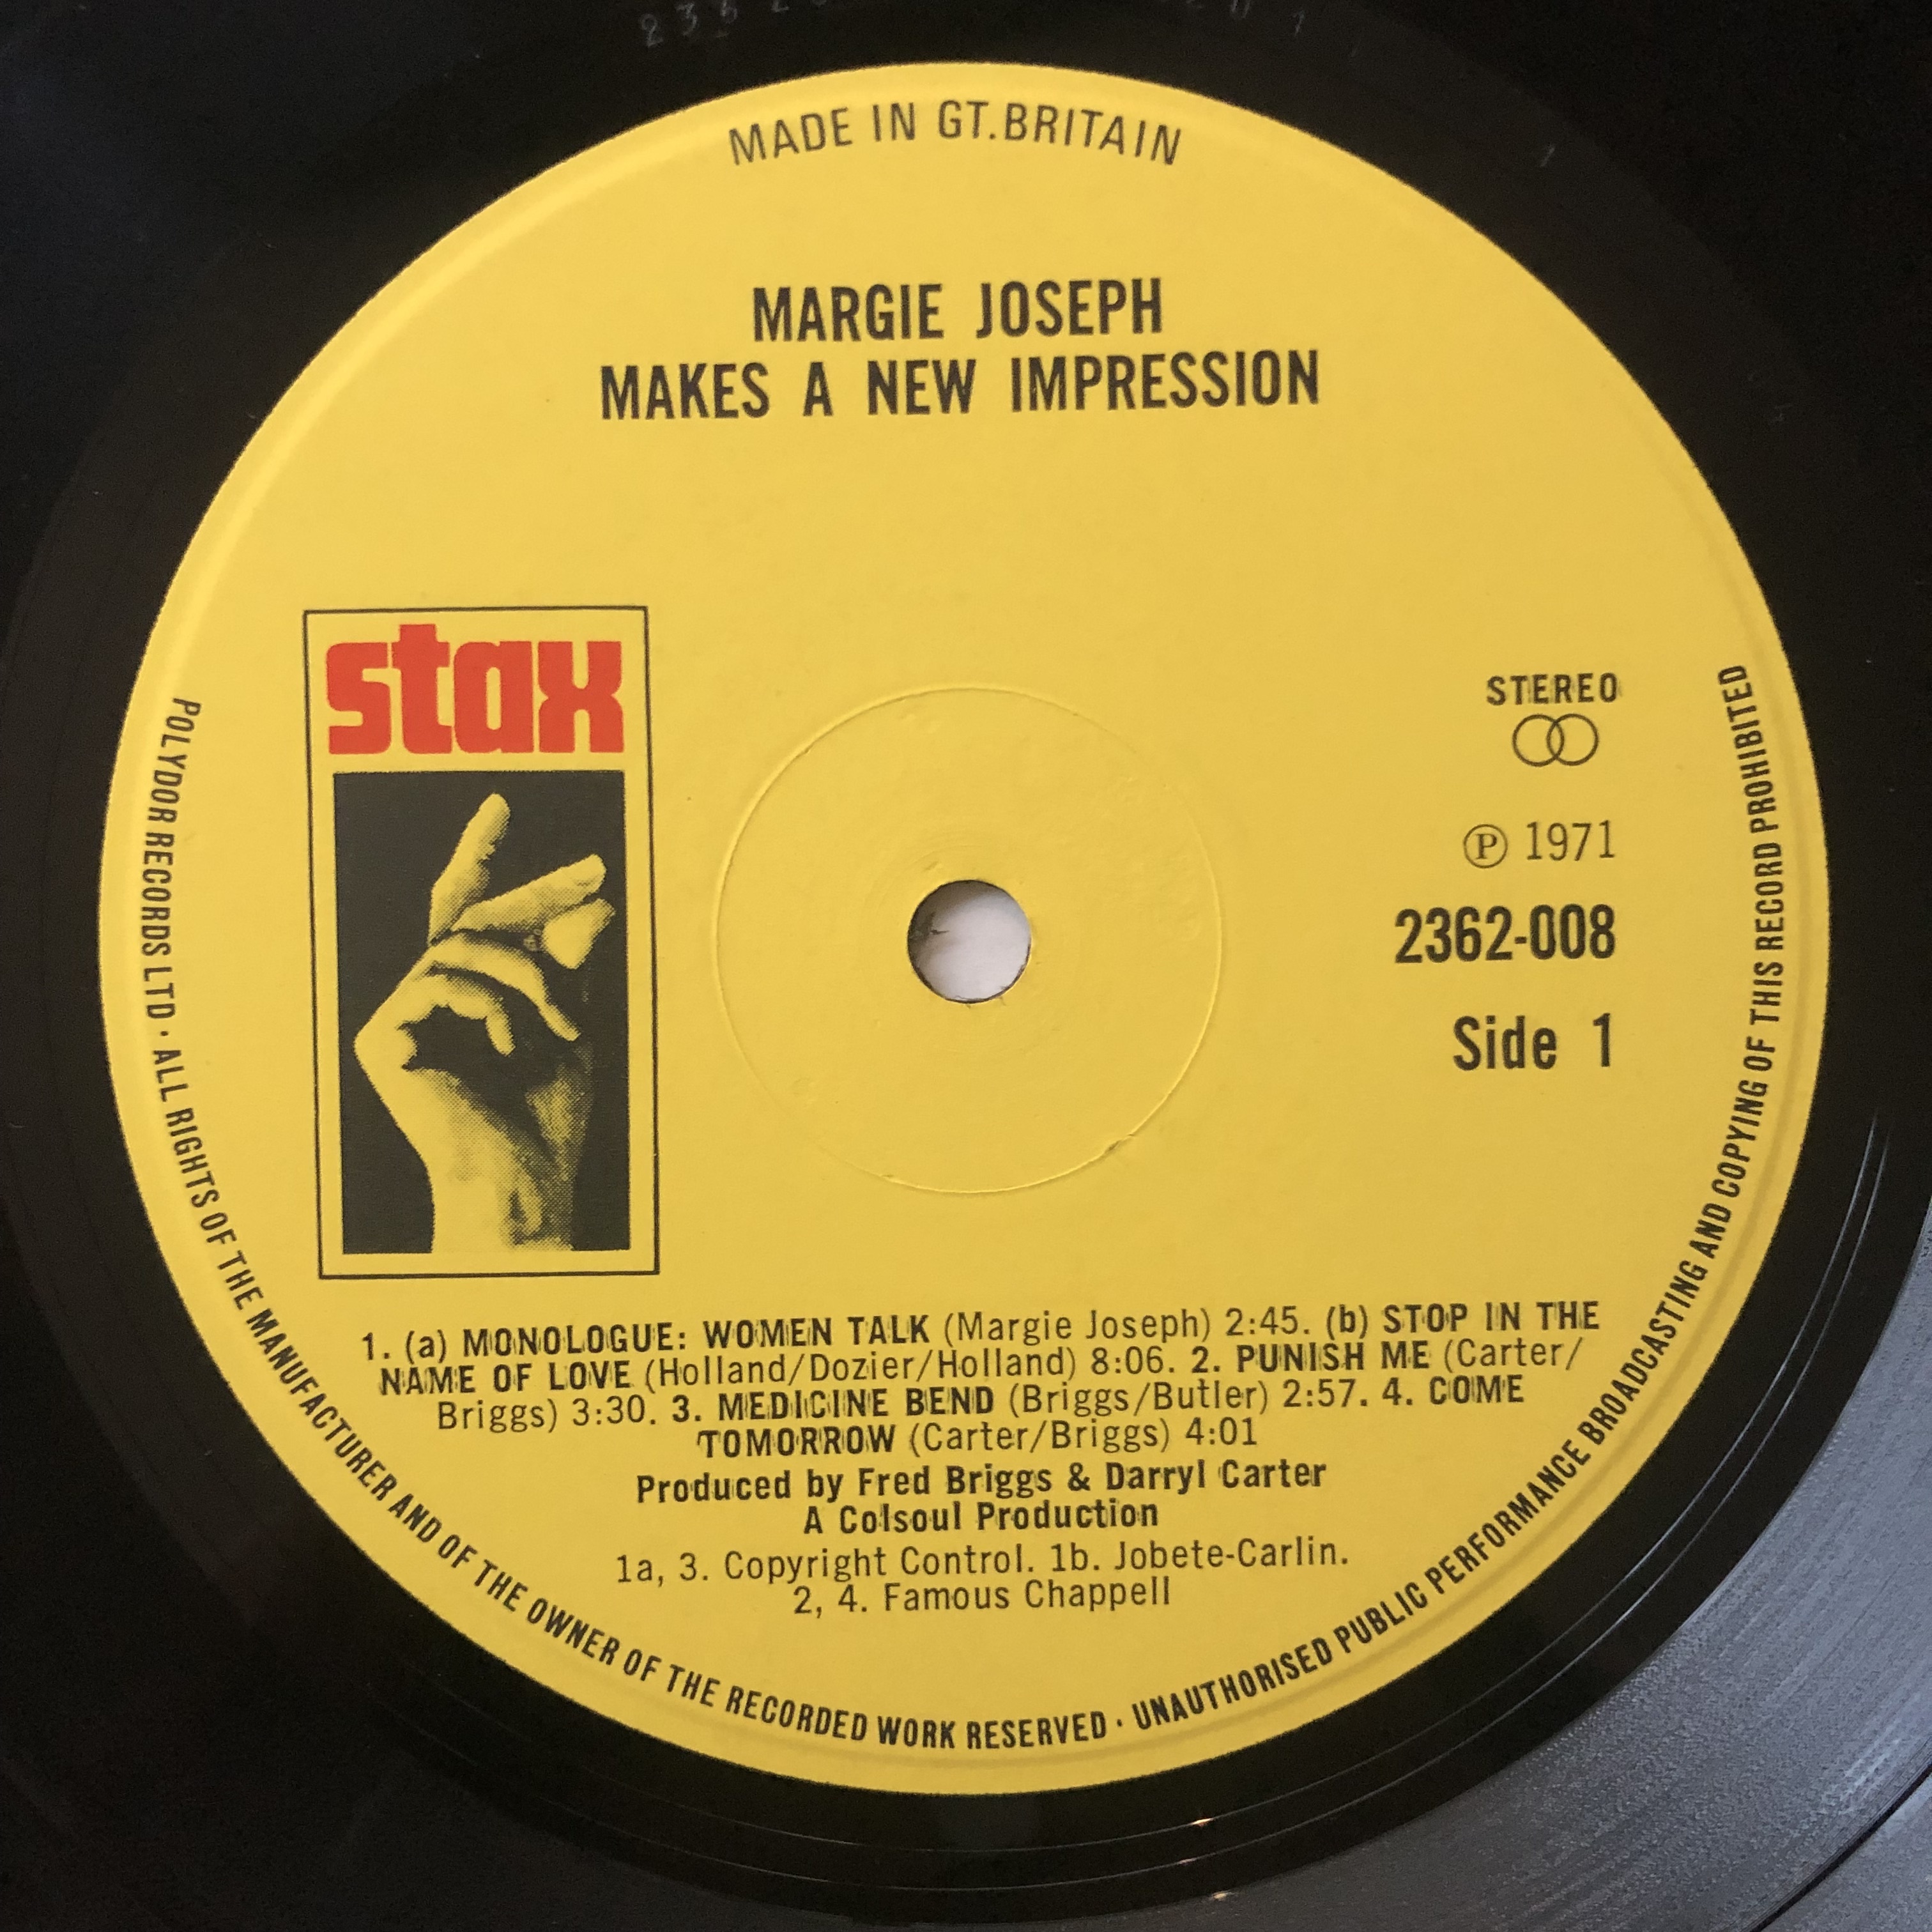 MADE IN GT.BRITAIN
MARGIE JOSEPH
MAKES A NEW IMPRESSION
stax
STEREO
℗ 1971
2362-008
Side 1
1. (a) MONOLOGUE: WOMEN TALK (Margie Joseph) 2:45. (b) STOP IN THE
NAME OF LOVE (Holland/Dozier/Holland) 8:06. 2. PUNISH ME (Carter/
Briggs) 3:30. 3. MEDICINE BEND (Briggs/Butler) 2:57. 4. COME
TOMORROW (Carter/Briggs) 4:01
Produced by Fred Briggs & Darryl Carter
A Colsoul Production
1a, 3. Copyright Control. 1b. Jobete-Carlin.
2, 4. Famous Chappell
POLYDOR RECORDS LTD · ALL RIGHTS OF THE MANUFACTURER AND OF THE OWNER OF THE RECORDED WORK RESERVED · UNAUTHORISED PUBLIC PERFORMANCE BROADCASTING AND COPYING OF THIS RECORD PROHIBITED